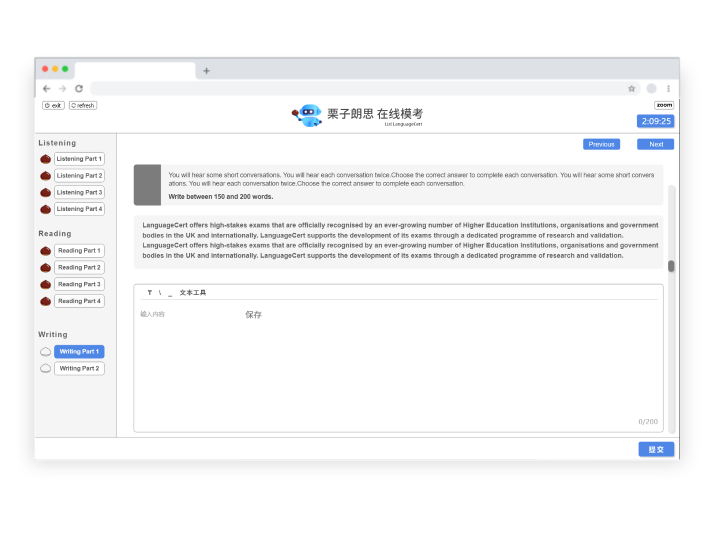 exit
refresh
栗子朗思 在线模考
Lizi LanguageCert
zoom
2:09:25
Previous
Next
Listening
Listening Part 1
Listening Part 2
Listening Part 3
Listening Part 4
Reading
Reading Part 1
Reading Part 2
Reading Part 3
Reading Part 4
Writing
Writing Part 1
Writing Part 2
You will hear some short conversations. You will hear each conversation twice.Choose the correct answer to complete each conversation. You will hear some short convers
ations. You will hear each conversation twice.Choose the correct answer to complete each conversation.
Write between 150 and 200 words.
LanguageCert offers high-stakes exams that are officially recognised by an ever-growing number of Higher Education institutions, organisations and government
bodies in the UK and internationally. LanguageCert supports the development of its exams through a dedicated programme of research and validation.
LanguageCert offers high-stakes exams that are officially recognised by an ever-growing number of Higher Education institutions, organisations and government
bodies in the UK and internationally. LanguageCert supports the development of its exams through a dedicated programme of research and validation.
T \ _ 文本工具
输入内容
保存
0/200
提交